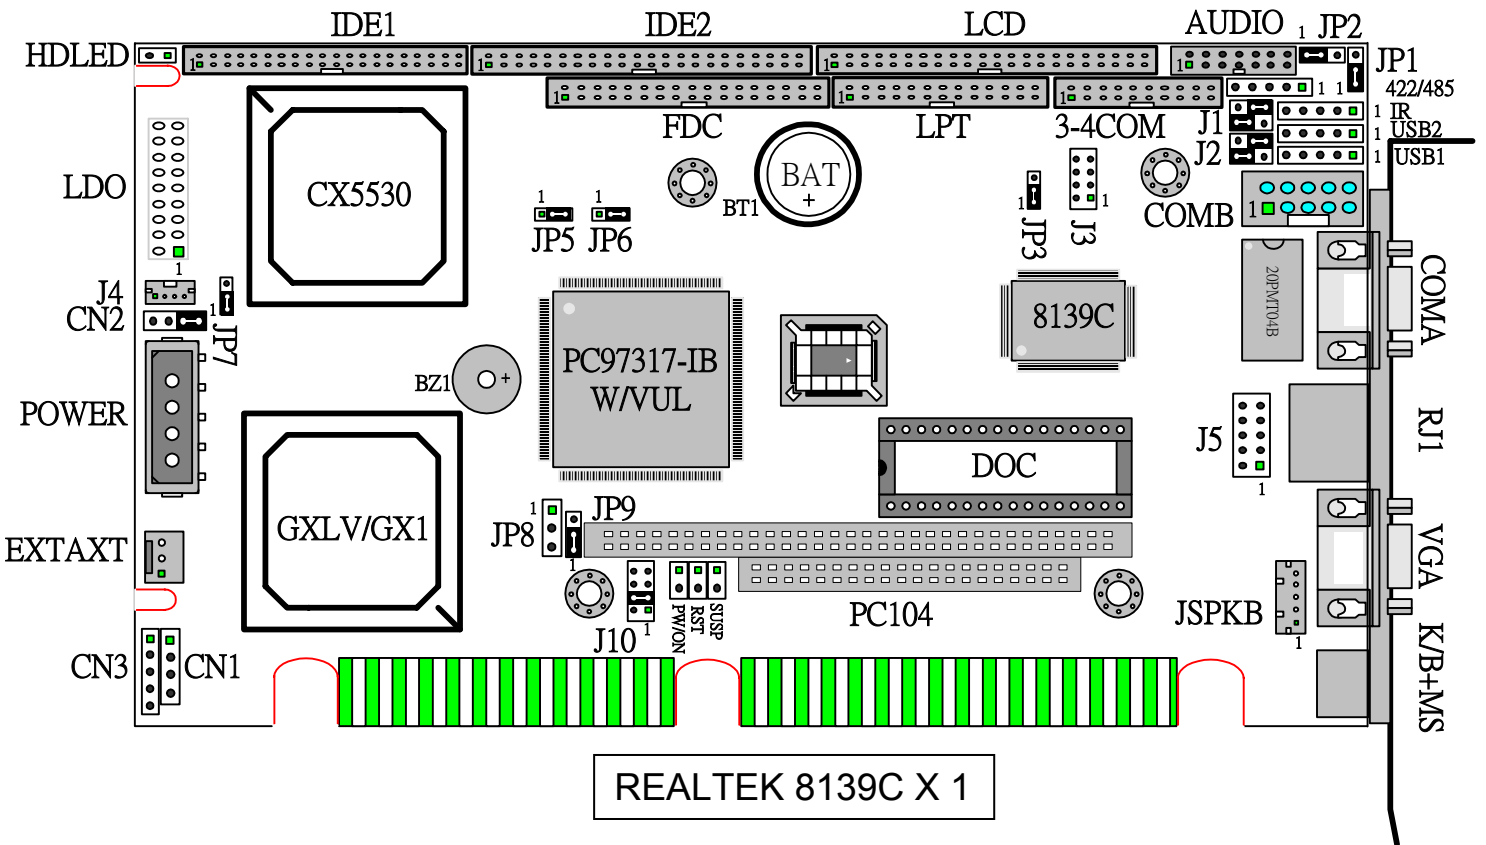 IDE1
IDE2
LCD
AUDIO
1
JP2
HDLED
1
1
1
1
JP1
422/485
1
1
1
1
1
1
FDC
LPT
3-4COM
J1
1 IR
1 USB2
J2
1 USB1
LDO
CX5530
BAT
+
BT1
1
1
1
1
COMB
1
JP5
JP6
JP3
J3
1
J4
CN2
1
JP7
20PMT04B
COMA
8139C
PC97317-IB
W/VUL
BZ1
+
POWER
RJ1
J5
DOC
1
1
JP9
JP8
GXLV/GX1
EXTAXT
VGA
1
PC104
JSPKB
1
J10
1
PW/ON
RST
SUSP
CN3
CN1
K/B+MS
REALTEK 8139C X 1